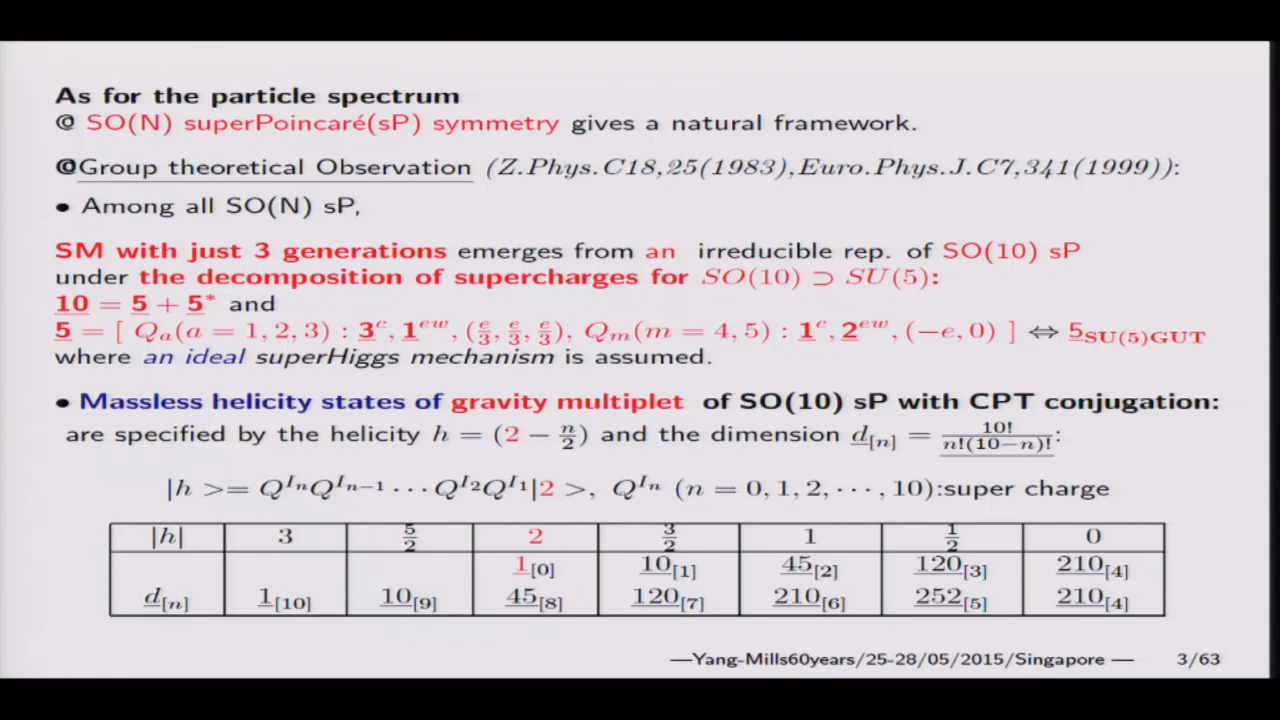 As for the particle spectrum
@ SO(N) superPoincaré(sP) symmetry gives a natural framework.
@Group theoretical Observation (Z.Phys.C18,25(1983),Euro.Phys.J.C7,341(1999)):
• Among all SO(N) sP,
SM with just 3 generations emerges from an irreducible rep. of SO(10) sP
under the decomposition of supercharges for SO(10) ⊃ SU(5):
10 = 5 + 5* and
5 = [ Q_a(a = 1, 2, 3) : 3^c, 1^ew, (e/3, e/3, e/3), Q_m(m = 4, 5) : 1^c, 2^ew, (−e, 0) ] ⇔ 5_SU(5)GUT
where an ideal superHiggs mechanism is assumed.
• Massless helicity states of gravity multiplet of SO(10) sP with CPT conjugation:
are specified by the helicity h = (2 − n/2) and the dimension d_[n] = 10!/n!(10−n)!:
|h >= Q^{I_n}Q^{I_{n−1}} ··· Q^{I_2}Q^{I_1}|2 >, Q^{I_n} (n = 0, 1, 2, ···, 10):super charge
|h| 3 5/2 2 3/2 1 1/2 0
1_[0] 10_[1] 45_[2] 120_[3] 210_[4]
d_[n] 1_[10] 10_[9] 45_[8] 120_[7] 210_[6] 252_[5] 210_[4]
—Yang-Mills60years/25-28/05/2015/Singapore — 3/63